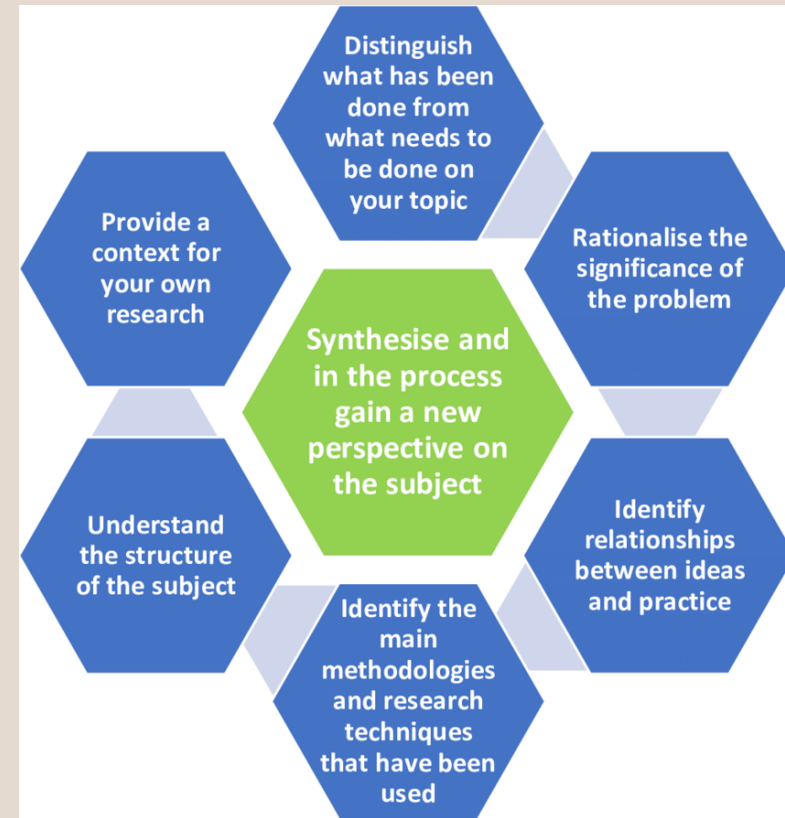 Distinguish
what has been
done from
what needs to
be done on
your topic
Rationalise the
significance of
the problem
Identify
relationships
between ideas
and practice
Identify the
main
methodologies
and research
techniques
that have been
used
Understand
the structure
of the subject
Provide a
context for
your own
research
Synthesise and
in the process
gain a new
perspective on
the subject